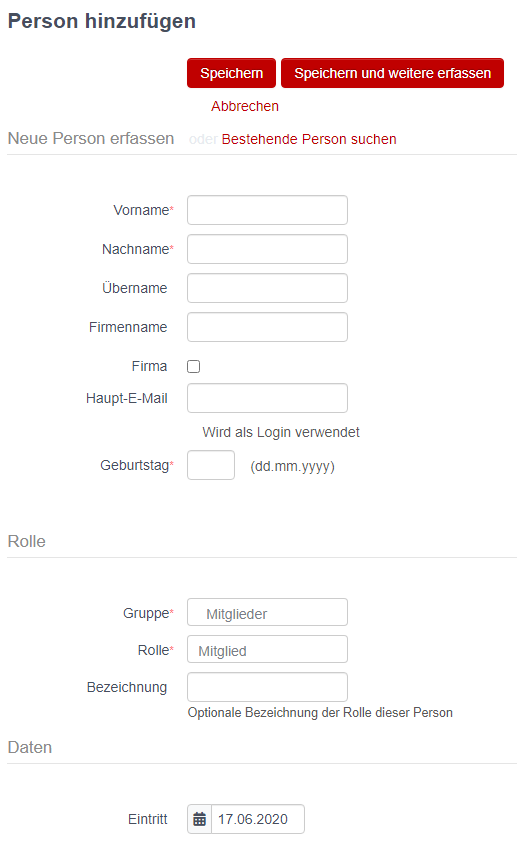 Person hinzufügen
Speichern Speichern und weitere erfassen
Abbrechen
Neue Person erfassen oder Bestehende Person suchen
Vorname*
Nachname*
Übername
Firmenname
Firma
Haupt-E-Mail
Wird als Login verwendet
Geburtstag* (dd.mm.yyyy)
Rolle
Gruppe* Mitglieder
Rolle* Mitglied
Bezeichnung
Optionale Bezeichnung der Rolle dieser Person
Daten
Eintritt 17.06.2020